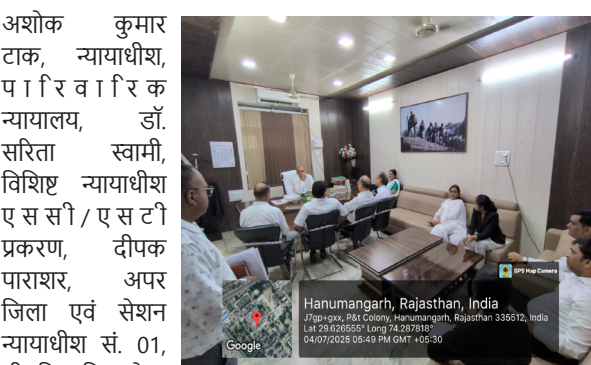 अशोक कुमार
टाक, न्यायाधीश,
पारिवारिक
न्यायालय, डॉ.
सरिता स्वामी,
विशिष्ट न्यायाधीश
एससी/एसटी
प्रकरण, दीपक
पाराशर, अपर
जिला एवं सेशन
न्यायाधीश सं. 01,
GPS Map Camera
Hanumangarh, Rajasthan, India
J7gp+gxx, P&t Colony, Hanumangarh, Rajasthan 335512, India
Lat 29.626555° Long 74.287818°
04/07/2025 05:49 PM GMT +05:30
Google